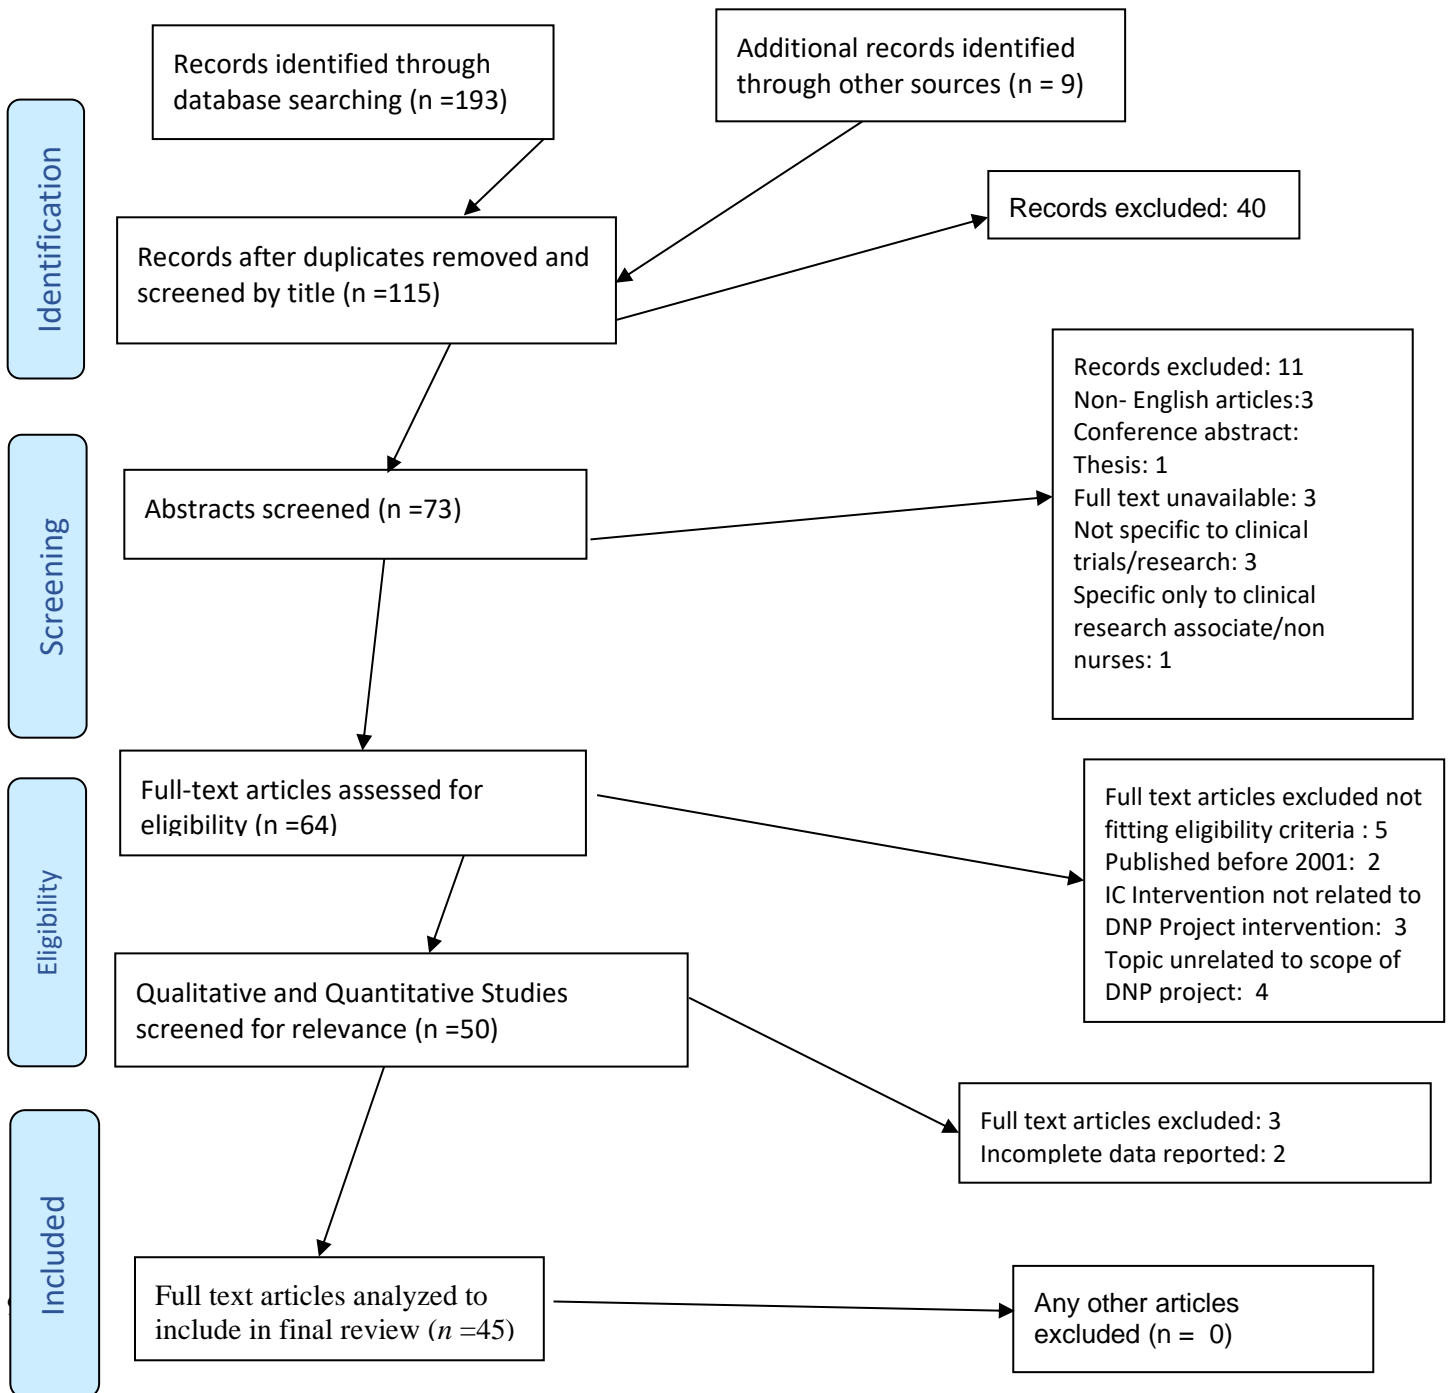 Records identified through
database searching (n =193)
Additional records identified
through other sources (n = 9)
Identification
Records after duplicates removed and
screened by title (n =115)
Records excluded: 40
Screening
Abstracts screened (n =73)
Records excluded: 11
Non- English articles:3
Conference abstract:
Thesis: 1
Full text unavailable: 3
Not specific to clinical
trials/research: 3
Specific only to clinical
research associate/non
nurses: 1
Eligibility
Full-text articles assessed for
eligibility (n =64)
Full text articles excluded not
fitting eligibility criteria : 5
Published before 2001: 2
IC Intervention not related to
DNP Project intervention: 3
Topic unrelated to scope of
DNP project: 4
Qualitative and Quantitative Studies
screened for relevance (n =50)
Full text articles excluded: 3
Incomplete data reported: 2
Included
Full text articles analyzed to
include in final review (n =45)
Any other articles
excluded (n = 0)